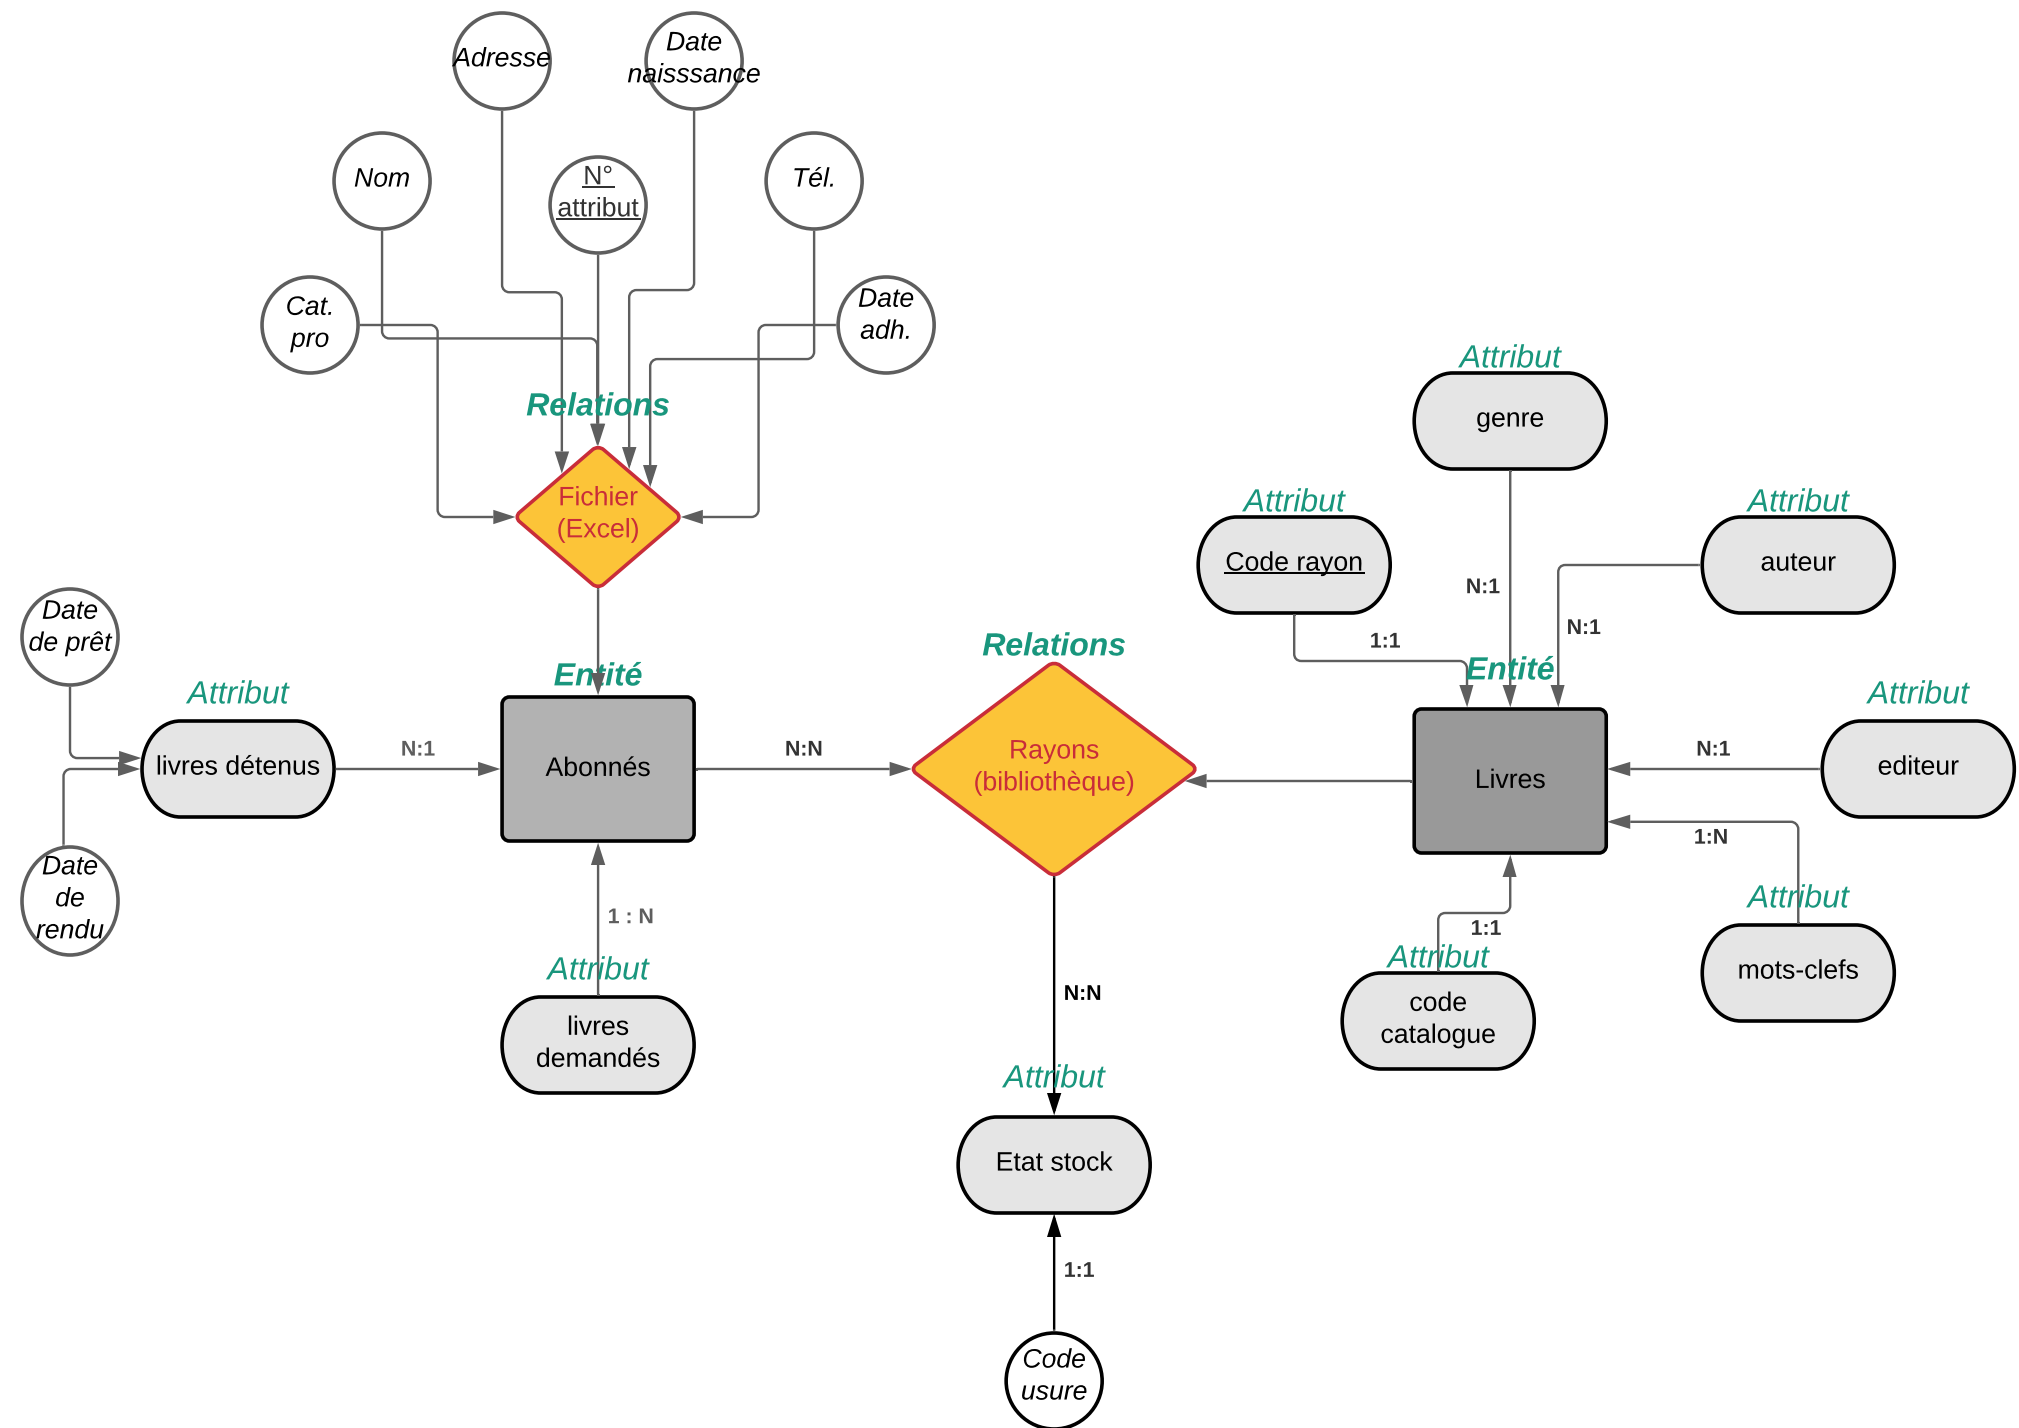 Adresse
Date
naisssance
Nom
N°
attribut
Tél.
Cat.
pro
Date
adh.
Relations
Fichier
(Excel)
Attribut
genre
Attribut
Code rayon
Attribut
auteur
N:1
N:1
1:1
Date
de prêt
Attribut
livres détenus
N:1
Entité
Abonnés
N:N
Relations
Rayons
(bibliothèque)
Entité
Livres
N:1
Attribut
editeur
1:N
Date
de
rendu
1 : N
Attribut
livres
demandés
1:1
Attribut
code
catalogue
Attribut
mots-clefs
N:N
Attribut
Etat stock
1:1
Code
usure